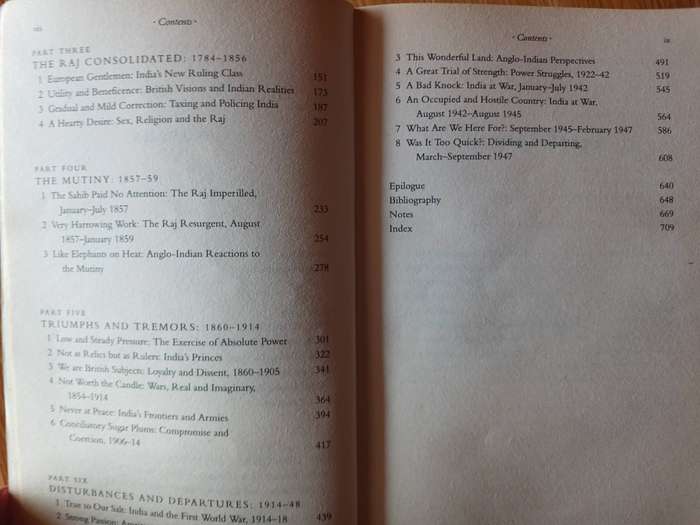 · Contents ·
PART THREE
THE RAJ CONSOLIDATED: 1784–1856
1 European Gentlemen: India's New Ruling Class 151
2 Utility and Beneficence: British Visions and Indian Realities 173
3 Gradual and Mild Correction: Taxing and Policing India 187
4 A Hearty Desire: Sex, Religion and the Raj 207
PART FOUR
THE MUTINY: 1857–59
1 The Sahib Paid No Attention: The Raj Imperilled,
January–July 1857 233
2 Very Harrowing Work: The Raj Resurgent, August
1857–January 1859 254
3 Like Elephants on Heat: Anglo-Indian Reactions to
the Mutiny 278
PART FIVE
TRIUMPHS AND TREMORS: 1860–1914
1 Low and Steady Pressure: The Exercise of Absolute Power 301
2 Not as Relics but as Rulers: India's Princes 322
3 We are British Subjects: Loyalty and Dissent, 1860–1905 341
4 Not Worth the Candle: Wars, Real and Imaginary,
1854–1914 364
5 Never at Peace: India's Frontiers and Armies 394
6 Conciliatory Sugar Plums: Compromise and
Coercion, 1906–14 417
PART SIX
DISTURBANCES AND DEPARTURES: 1914–48
1 True to Our Salt: India and the First World War, 1914–18 439
2 Strong Passion:
· Contents · ix
3 This Wonderful Land: Anglo-Indian Perspectives 491
4 A Great Trial of Strength: Power Struggles, 1922–42 519
5 A Bad Knock: India at War, January–July 1942 545
6 An Occupied and Hostile Country: India at War,
August 1942–August 1945 564
7 What Are We Here For?: September 1945–February 1947 586
8 Was It Too Quick?: Dividing and Departing,
March–September 1947 608
Epilogue 640
Bibliography 648
Notes 669
Index 709